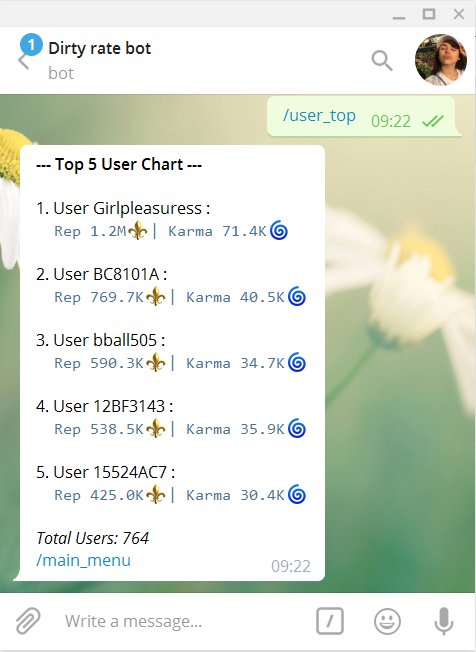 1
Dirty rate bot
bot
/user_top 09:22
--- Top 5 User Chart ---
1. User Girlpleasuress :
Rep 1.2M⚜️| Karma 71.4K🌀
2. User BC8101A :
Rep 769.7K⚜️| Karma 40.5K🌀
3. User bball505 :
Rep 590.3K⚜️| Karma 34.7K🌀
4. User 12BF3143 :
Rep 538.5K⚜️| Karma 35.9K🌀
5. User 15524AC7 :
Rep 425.0K⚜️| Karma 30.4K🌀
Total Users: 764
/main_menu
09:22
Write a message...